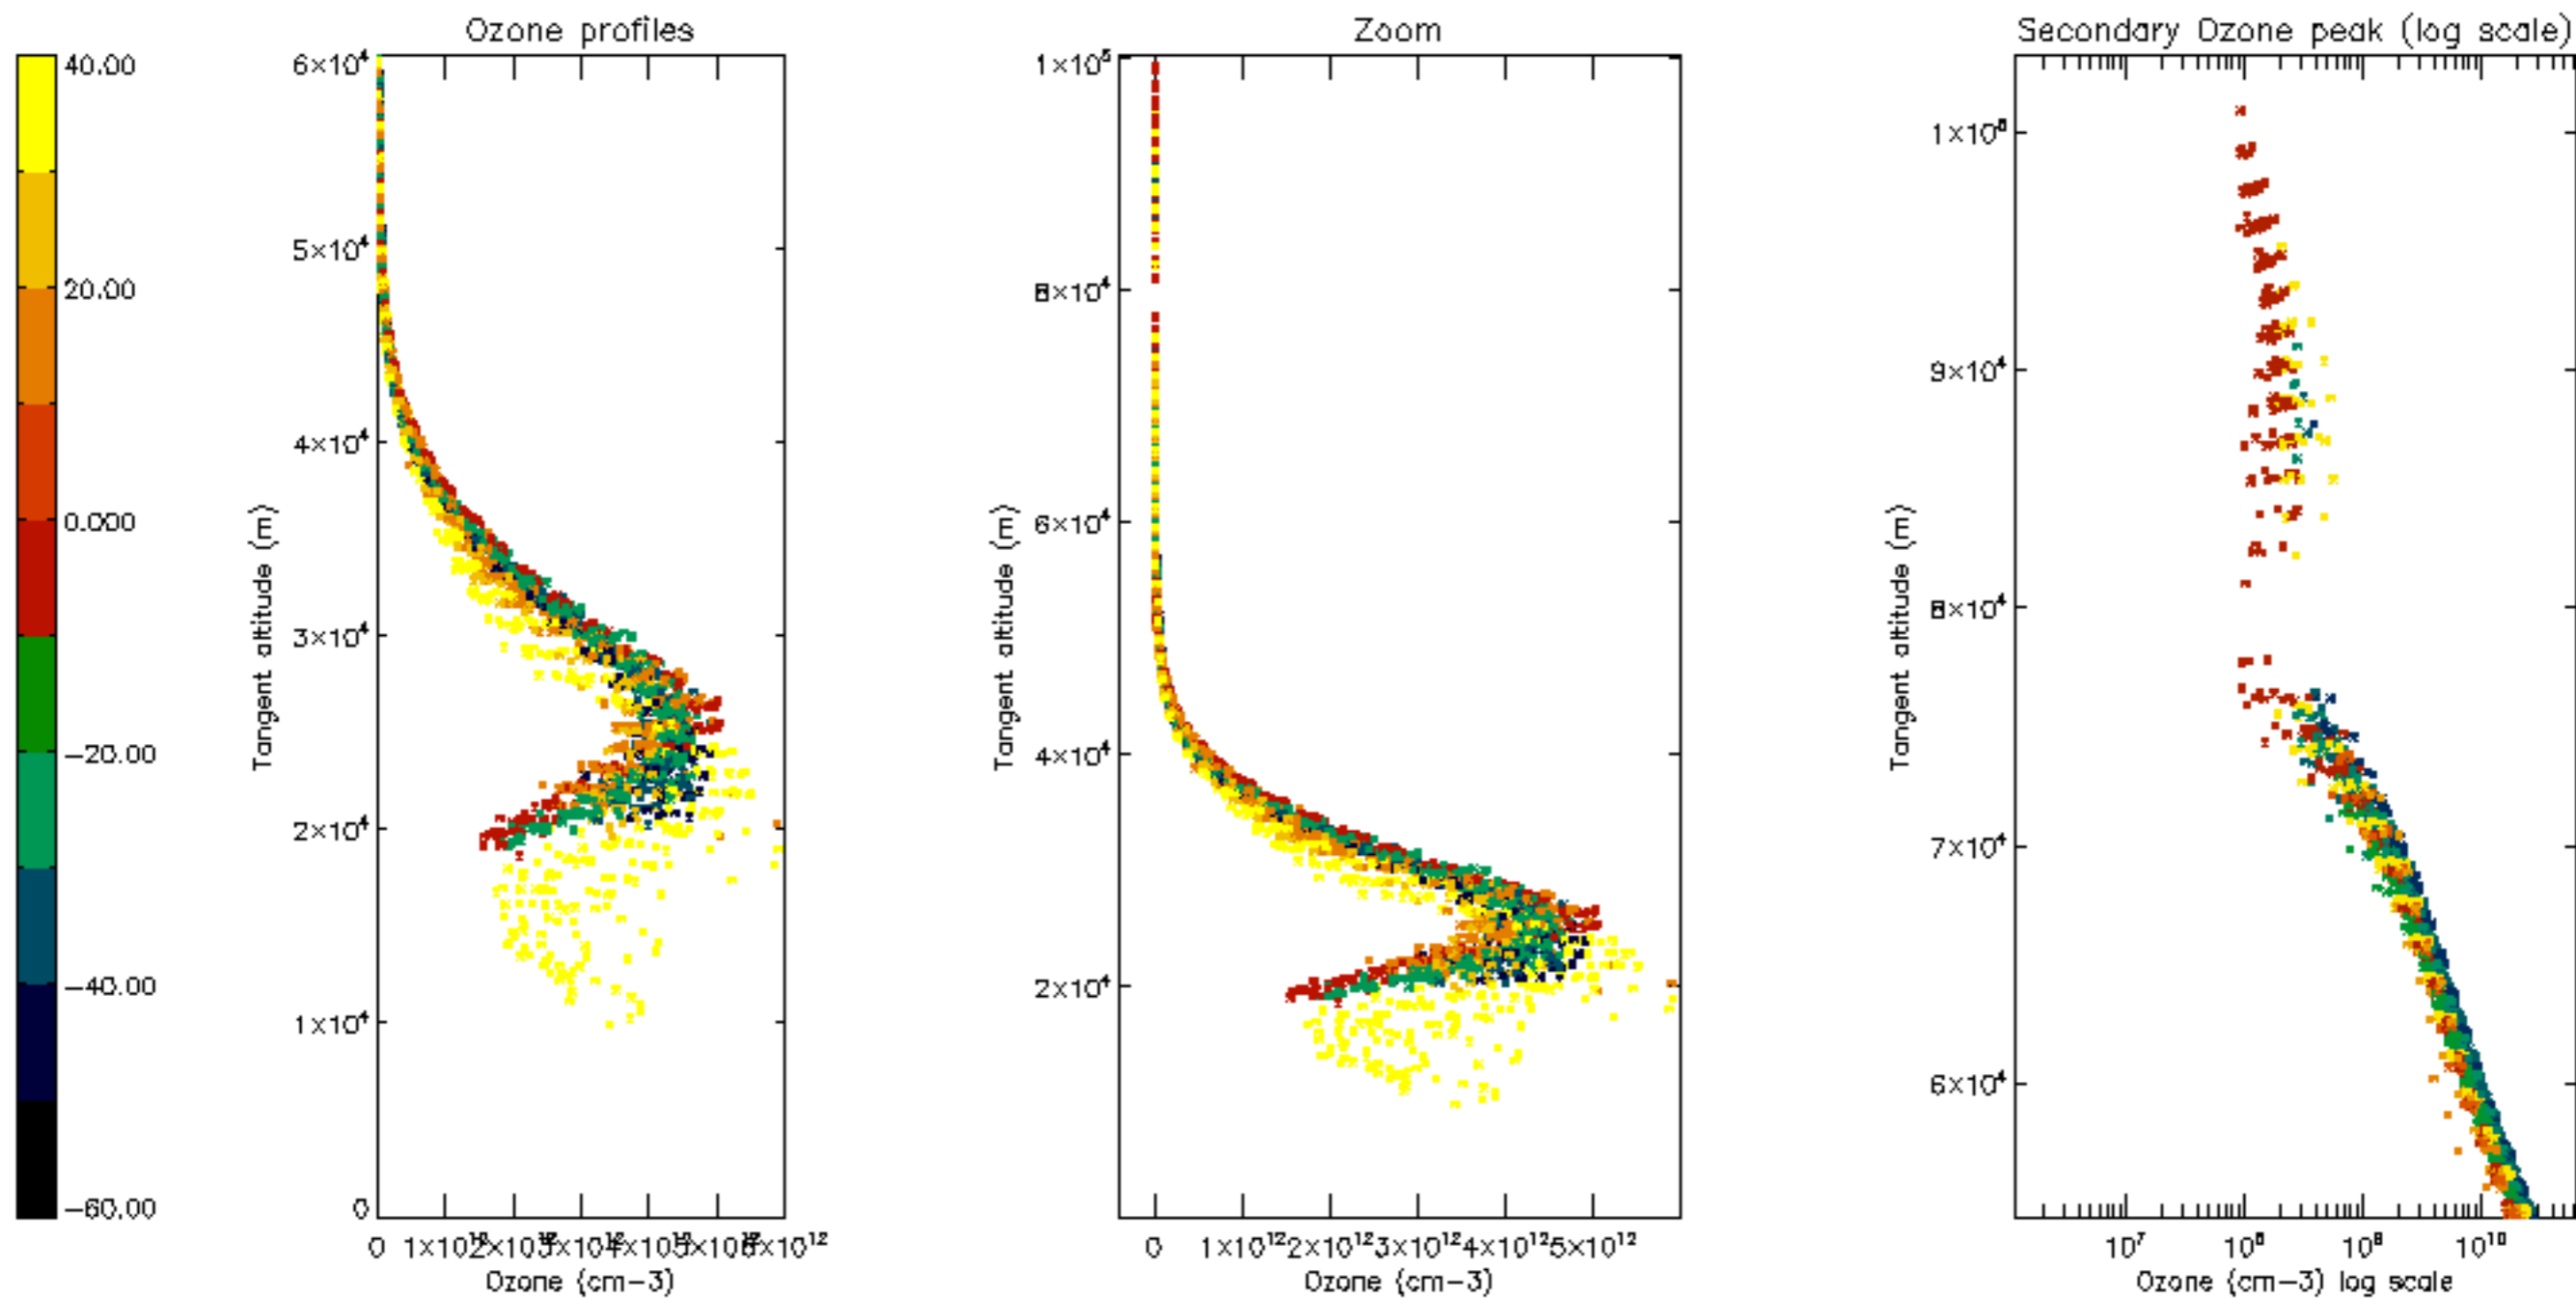 Ozone profiles
Zoom
Secondary Ozone peak (log scale)
40.00
20.00
0.000
−20.00
−40.00
−60.00
Tangent altitude (m)
6×10⁴
5×10⁴
4×10⁴
3×10⁴
2×10⁴
1×10⁴
0
0
Ozone (cm−3)
Tangent altitude (m)
1×10⁵
8×10⁴
6×10⁴
4×10⁴
2×10⁴
0 1×10¹² 2×10¹² 3×10¹² 4×10¹² 5×10¹²
Ozone (cm−3)
Tangent altitude (m)
9×10⁴
8×10⁴
7×10⁴
6×10⁴
10⁷ 10⁸ 10⁹ 10¹⁰
Ozone (cm−3) log scale